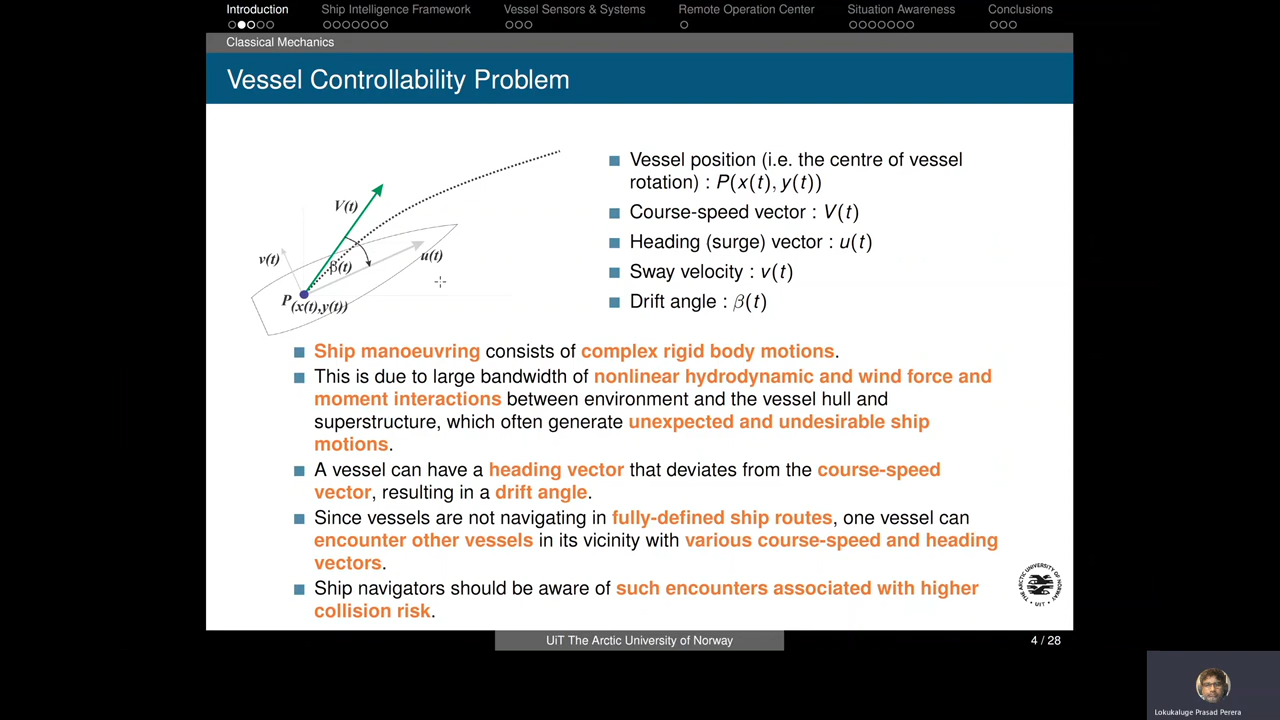 Introduction
Ship Intelligence Framework
Vessel Sensors & Systems
Remote Operation Center
Situation Awareness
Conclusions
Classical Mechanics
Vessel Controllability Problem
V(t)
v(t)
β(t)
u(t)
P(x(t),y(t))
Vessel position (i.e. the centre of vessel
rotation) : P(x(t), y(t))
Course-speed vector : V(t)
Heading (surge) vector : u(t)
Sway velocity : v(t)
Drift angle : β(t)
Ship manoeuvring consists of complex rigid body motions.
This is due to large bandwidth of nonlinear hydrodynamic and wind force and
moment interactions between environment and the vessel hull and
superstructure, which often generate unexpected and undesirable ship
motions.
A vessel can have a heading vector that deviates from the course-speed
vector, resulting in a drift angle.
Since vessels are not navigating in fully-defined ship routes, one vessel can
encounter other vessels in its vicinity with various course-speed and heading
vectors.
Ship navigators should be aware of such encounters associated with higher
collision risk.
THE ARCTIC UNIVERSITY OF NORWAY
UiT
UiT The Arctic University of Norway
4 / 28
Lokukaluge Prasad Perera